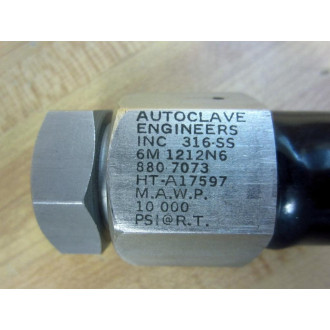 AUTOCLAVE
ENGINEERS
INC 316-SS
6M 1212N6
880 7073
HT-A17597
M.A.W.P.
10 000
PSI@R.T.